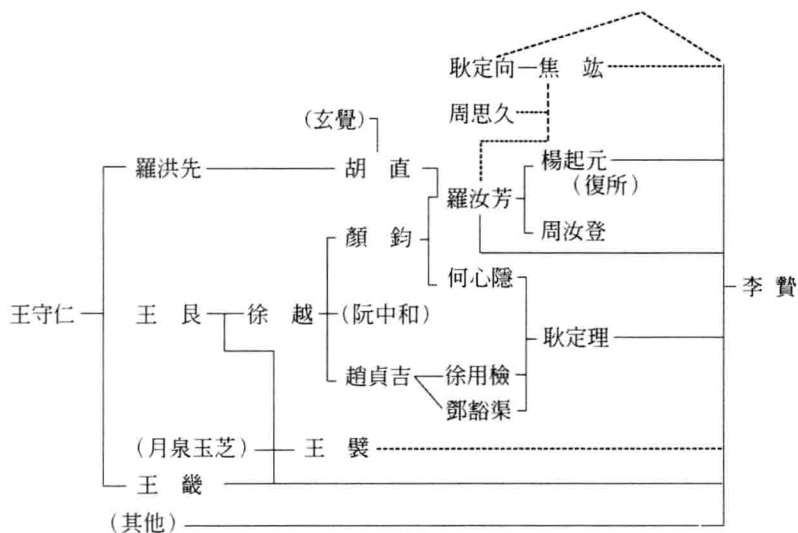 耿定向 焦 竑
周思久
(玄覺)
羅洪先 胡 直 羅汝芳 楊起元
(復所)
顏 鈞 周汝登
何心隱 李 贄
王守仁 王 艮 徐 越 (阮中和)
耿定理
趙貞吉 徐用檢
鄧豁渠
(月泉玉芝) 王 襞
王 畿
(其他)